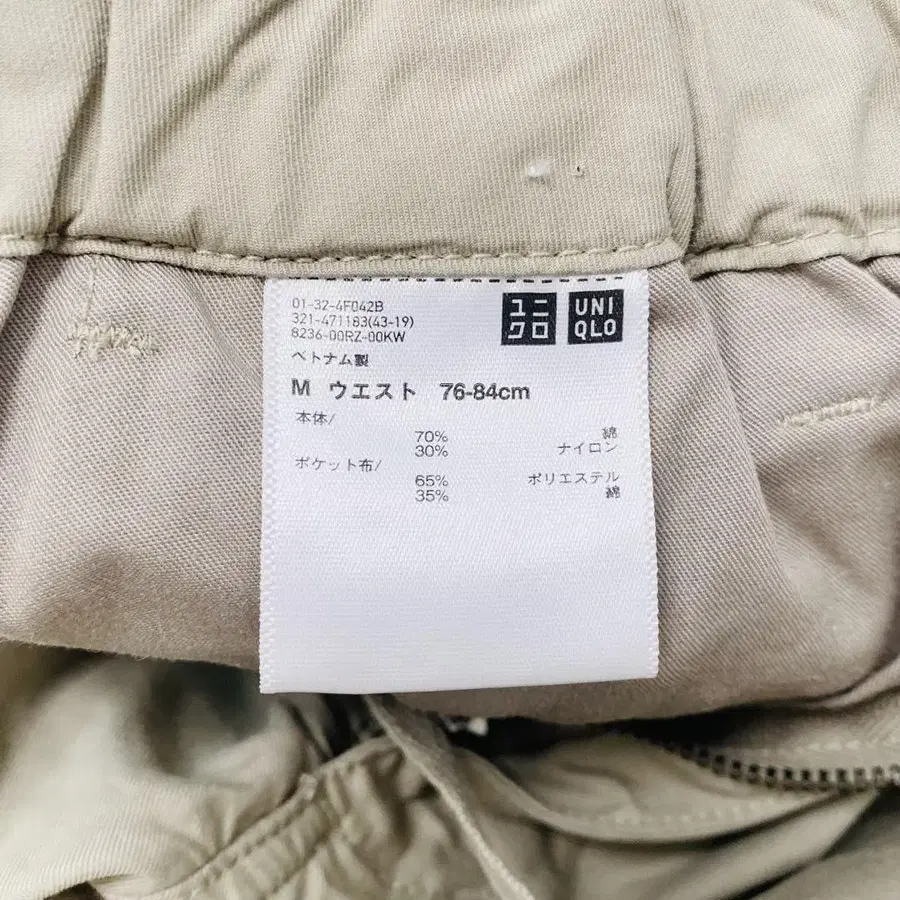 01-32-4F042B
321-471183(43-19)
8236-00RZ-00KW
ユニクロ
UNIQLO
ベトナム製
M ウエスト 76-84cm
本体/
70% 綿
30% ナイロン
ポケット布/
65% ポリエステル
35% 綿